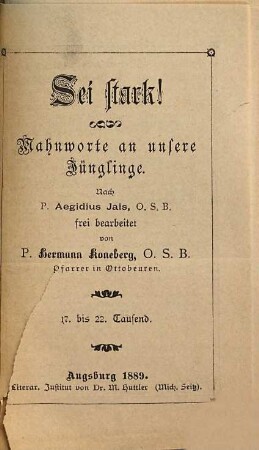 Sei stark!
Mahnworte an unsere
Jünglinge.
Nach
P. Aegidius Jais, O. S. B.
frei bearbeitet
von
P. Hermann Koneberg, O. S. B.
Pfarrer in Ottobeuren.
17. bis 22. Tausend.
Augsburg 1889.
Literar. Institut von Dr. M. Huttler (Mich. Seitz).